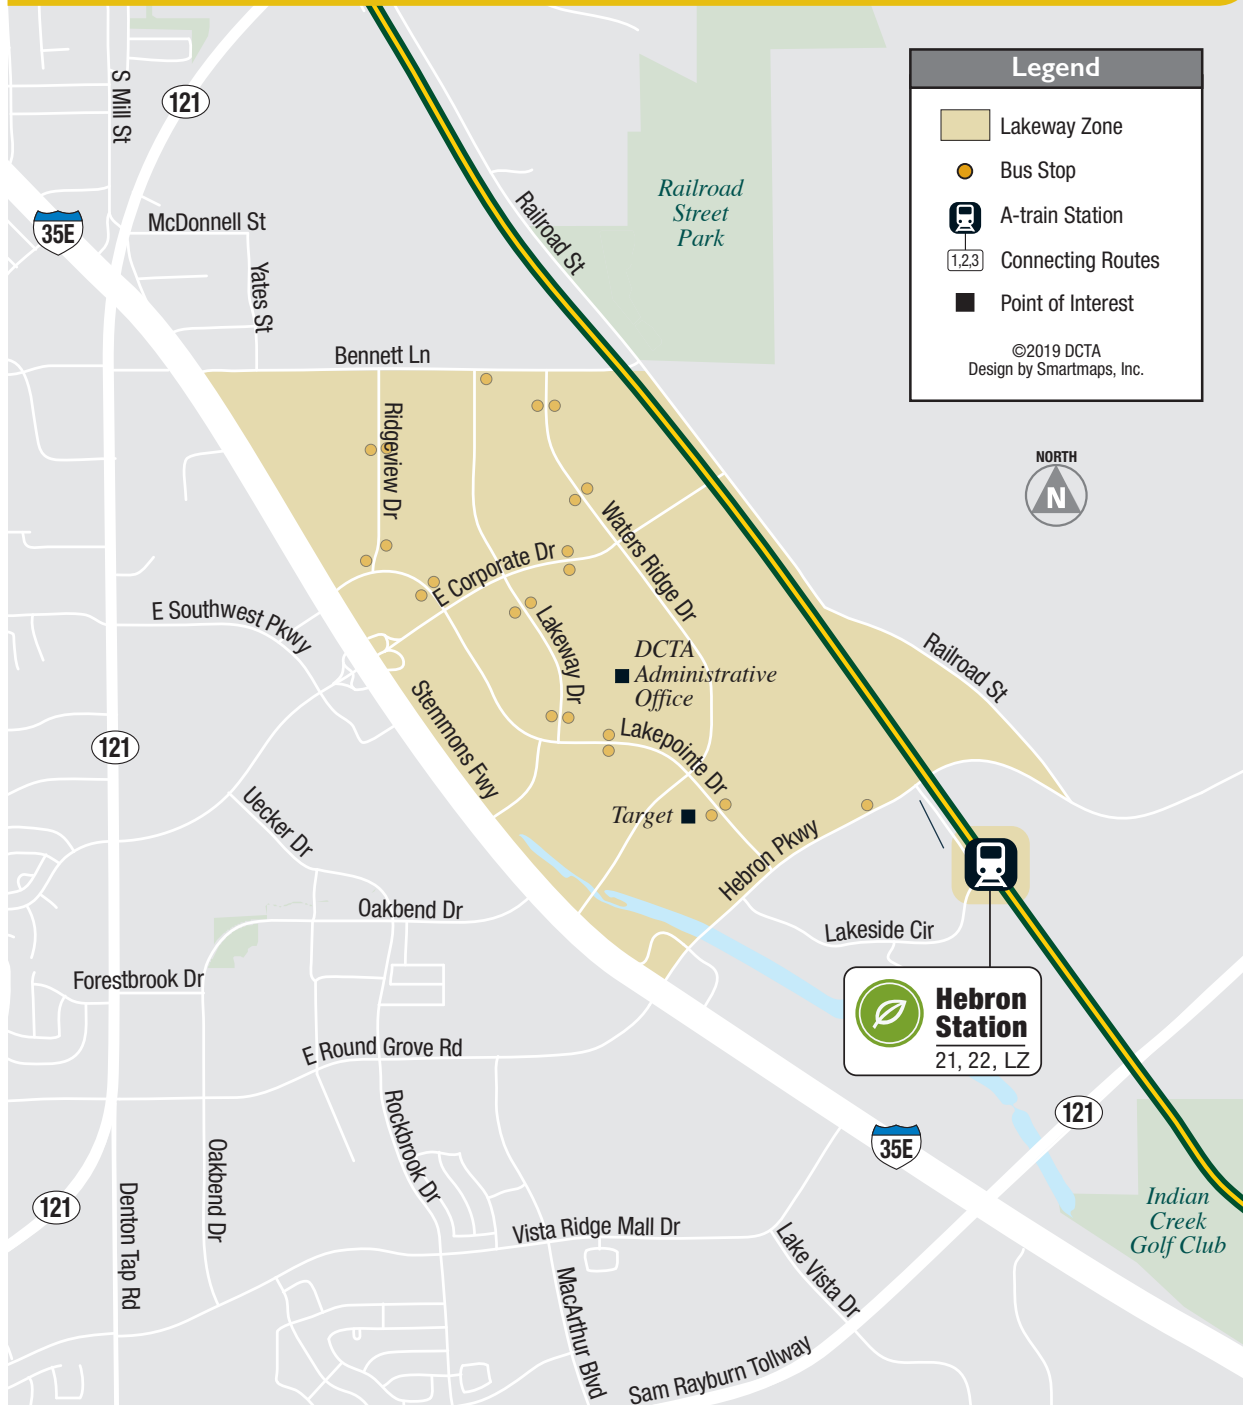 Legend
Lakeway Zone
Bus Stop
A-train Station
1,2,3
Connecting Routes
Point of Interest
©2019 DCTA
Design by Smartmaps, Inc.
NORTH
N
S Mill St
121
35E
McDonnell St
Yates St
Railroad St
Railroad
Street
Park
Bennett Ln
Ridgeview Dr
Waters Ridge Dr
E Corporate Dr
E Southwest Pkwy
Lakeway Dr
DCTA
Administrative
Office
Railroad St
Stemmons Fwy
Lakepointe Dr
121
Target
Uecker Dr
Hebron Pkwy
Oakbend Dr
Lakeside Cir
Forestbrook Dr
Hebron
Station
21, 22, LZ
E Round Grove Rd
Rockbrook Dr
121
35E
Oakbend Dr
121
Denton Tap Rd
Vista Ridge Mall Dr
Lake Vista Dr
Indian
Creek
Golf Club
MacArthur Blvd
Sam Rayburn Tollway